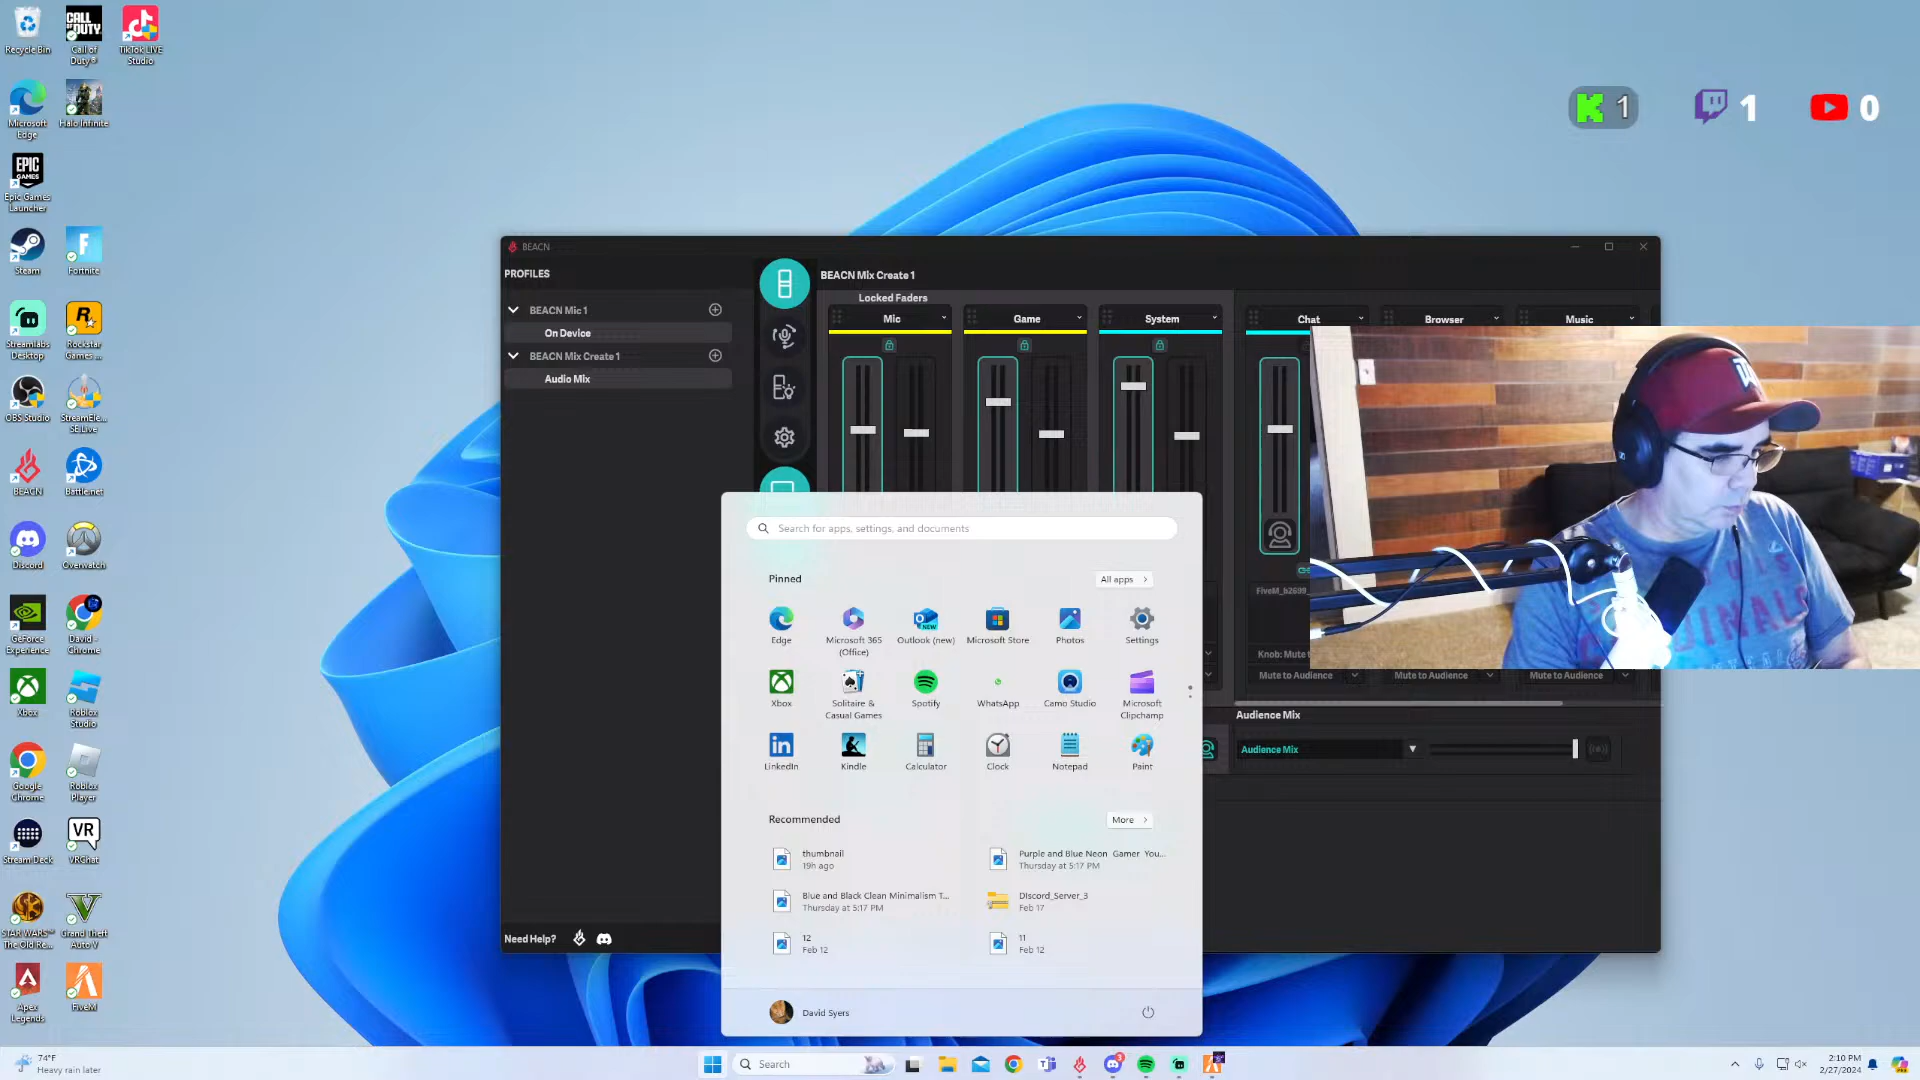 Recycle Bin
Call of
Duty®
TikTok LIVE
Studio
Microsoft
Edge
Halo Infinite
Epic Games
Launcher
Steam
Fortnite
Streamlabs
Desktop
Rockstar
Games ...
OBS Studio
StreamEle...
SE.Live
BEACN
Battle.net
Discord
Overwatch
GeForce
Experience
David -
Chrome
Xbox
Roblox
Studio
Google
Chrome
Roblox
Player
Stream Deck
VRChat
STAR WARS™
The Old Re...
Grand Theft
Auto V
Apex
Legends
FiveM
1
1
0
BEACN
PROFILES
BEACN Mic 1
On Device
BEACN Mix Create 1
Audio Mix
Need Help?
BEACN Mix Create 1
Locked Faders
Mic
Game
System
Chat
Browser
Music
Knob: Mute t
Mute to Audience
Mute to Audience
Mute to Audience
Audience Mix
Audience Mix
Search for apps, settings, and documents
Pinned
All apps
Edge
Microsoft 365
(Office)
Outlook (new)
Microsoft Store
Photos
Settings
Xbox
Solitaire &
Casual Games
Spotify
WhatsApp
Camo Studio
Microsoft
Clipchamp
LinkedIn
Kindle
Calculator
Clock
Notepad
Paint
Recommended
More
thumbnail
19h ago
Purple and Blue Neon Gamer You...
Thursday at 5:17 PM
Blue and Black Clean Minimalism T...
Thursday at 5:17 PM
Discord_Server_3
Feb 17
12
Feb 12
11
Feb 12
David Syers
74°F
Heavy rain later
Search
2:10 PM
2/27/2024